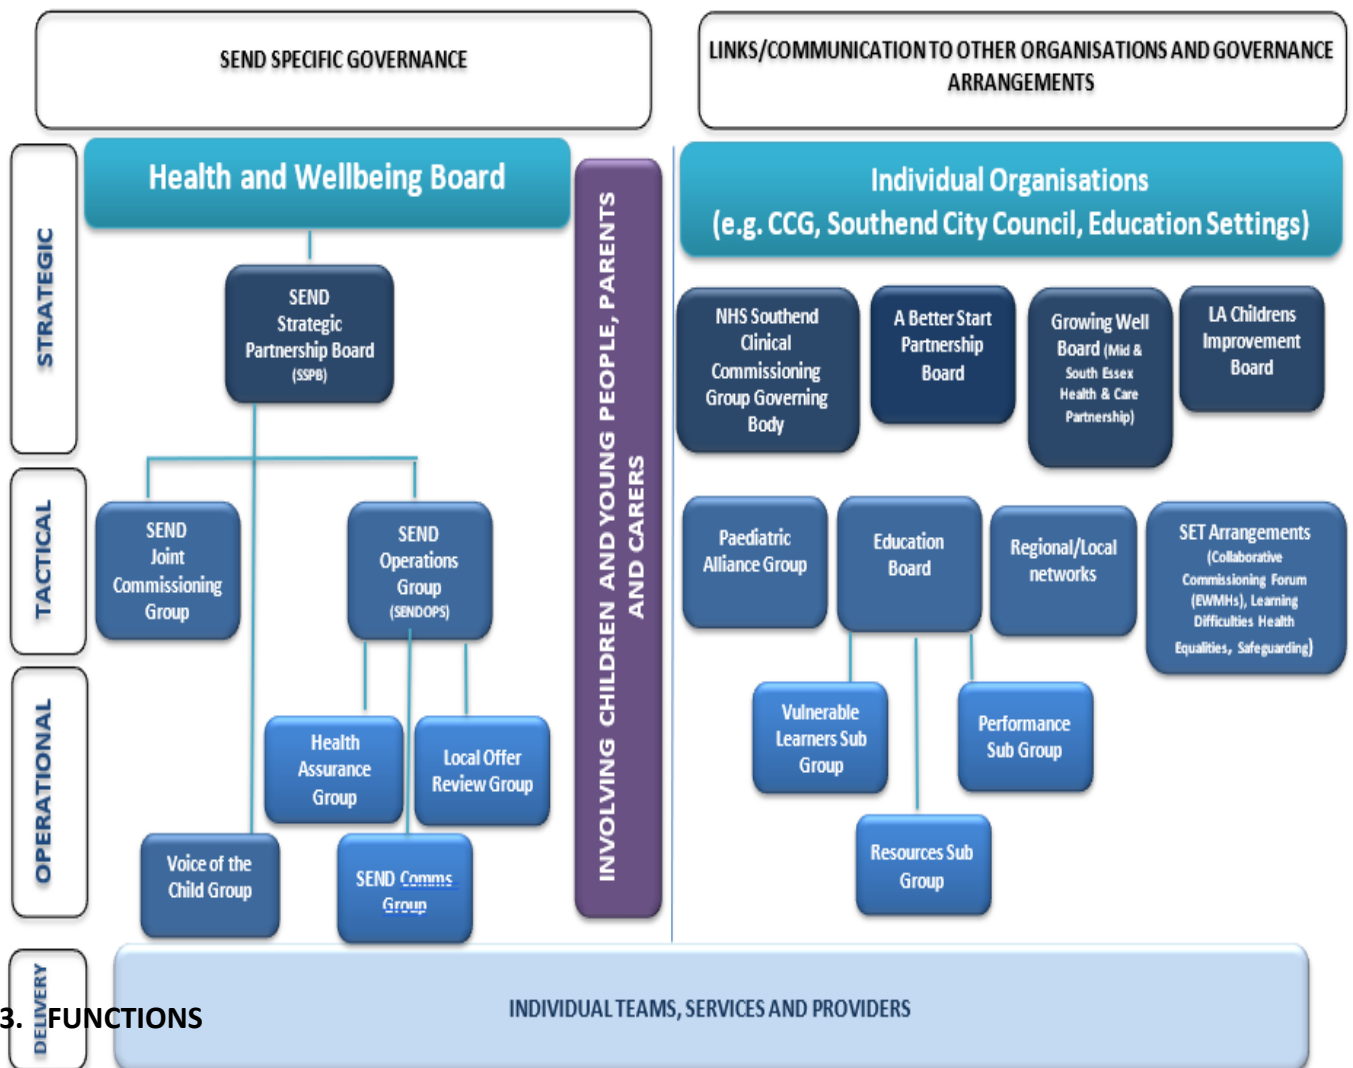 SEND SPECIFIC GOVERNANCE
LINKS/COMMUNICATION TO OTHER ORGANISATIONS AND GOVERNANCE
ARRANGEMENTS
STRATEGIC
Health and Wellbeing Board
SEND
Strategic
Partnership Board
(SSPB)
INVOLVING CHILDREN AND YOUNG PEOPLE, PARENTS
AND CARERS
Individual Organisations
(e.g. CCG, Southend City Council, Education Settings)
NHS Southend
Clinical
Commissioning
Group Governing
Body
A Better Start
Partnership
Board
Growing Well
Board (Mid &
South Essex
Health & Care
Partnership)
LA Childrens
Improvement
Board
TACTICAL
SEND
Joint
Commissioning
Group
SEND
Operations
Group
(SENDOPS)
Paediatric
Alliance Group
Education
Board
Regional/Local
networks
SET Arrangements
(Collaborative
Commissioning Forum
(EWMHs), Learning
Difficulties Health
Equalities, Safeguarding)
OPERATIONAL
Health
Assurance
Group
Local Offer
Review Group
Voice of the
Child Group
SEND Comms
Group
Vulnerable
Learners Sub
Group
Performance
Sub Group
Resources Sub
Group
DELIVERY
INDIVIDUAL TEAMS, SERVICES AND PROVIDERS
3. FUNCTIONS